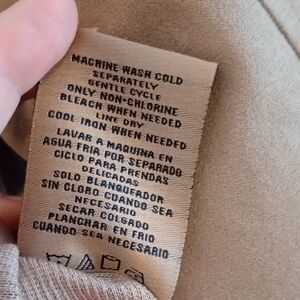 MACHINE WASH COLD
SEPARATELY
GENTLE CYCLE
ONLY NON-CHLORINE
BLEACH WHEN NEEDED
LINE DRY
COOL IRON WHEN NEEDED
LAVAR A MAQUINA EN
AGUA FRIA POR SEPARADO
CICLO PARA PRENDAS
DELICADAS
SOLO BLANQUEADOR
SIN CLORO CUANDO SEA
NECESARIO
SECAR COLGADO
PLANCHAR EN FRIO
CUANDO SEA NECESARIO